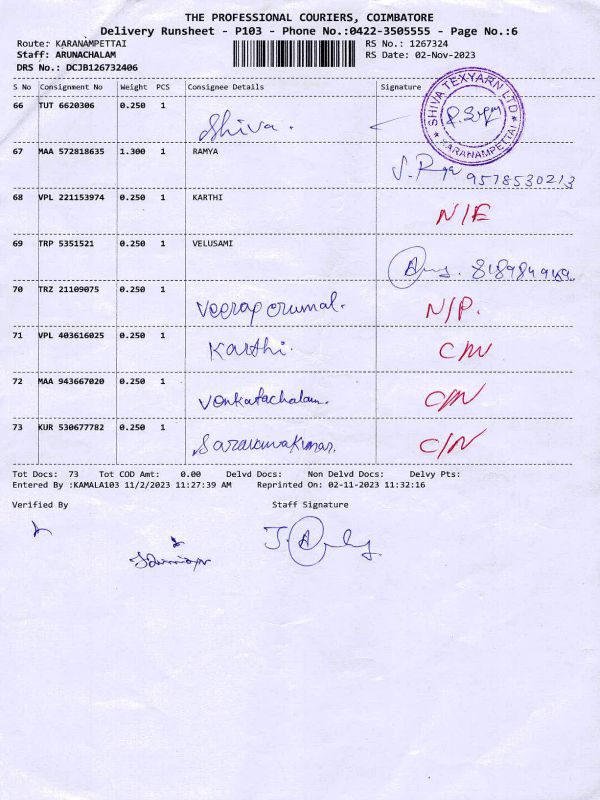 THE PROFESSIONAL COURIERS, COIMBATORE
Delivery Runsheet - P103 - Phone No.:0422-3505555 - Page No.:6
Route: KARANAMPETTAI RS No.: 1267324
Staff: ARUNACHALAM RS Date: 02-Nov-2023
DRS No.: DCJB126732406
S No Consignment No Weight PCS Consignee Details Signature
66 TUT 6620306 0.250 1 Shiva.
SHIVA TEXYARN LTD
★ KARANAMPETTAI ★
67 MAA 572818635 1.300 1 RAMYA
9578530213
68 VPL 221153974 0.250 1 KARTHI N/E
69 TRP 5351521 0.250 1 VELUSAMI
70 TRZ 21109075 0.250 1 Veeraperumal. N/P.
71 VPL 403616025 0.250 1 Karthi. C/N
72 MAA 943667020 0.250 1 Venkatachalam. C/N
73 KUR 530677782 0.250 1 Saravanakumar. C/N
Tot Docs: 73 Tot COD Amt: 0.00 Delvd Docs: Non Delvd Docs: Delvy Pts:
Entered By :KAMALA103 11/2/2023 11:27:39 AM Reprinted On: 02-11-2023 11:32:16
Verified By Staff Signature